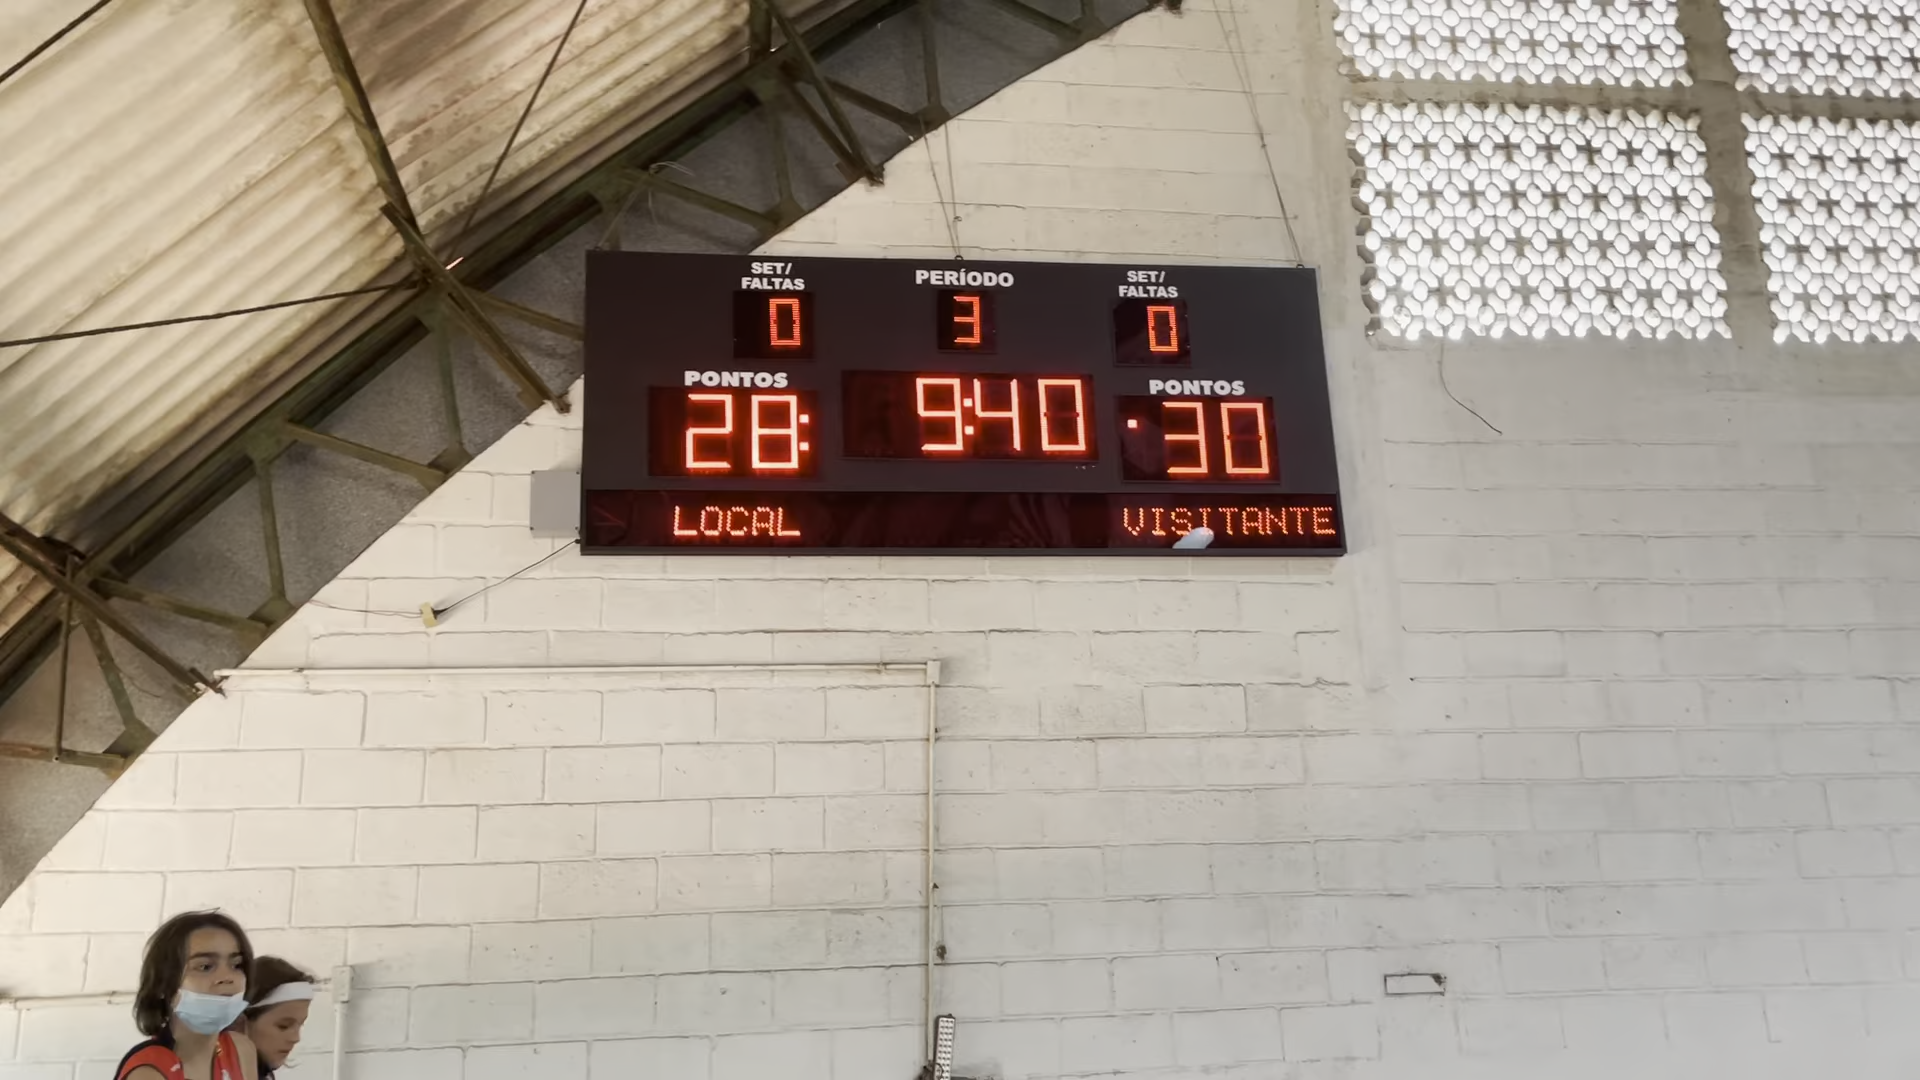 SET/
FALTAS
0
PERÍODO
3
SET/
FALTAS
0
PONTOS
28:
9:40
PONTOS
30
LOCAL
VISITANTE